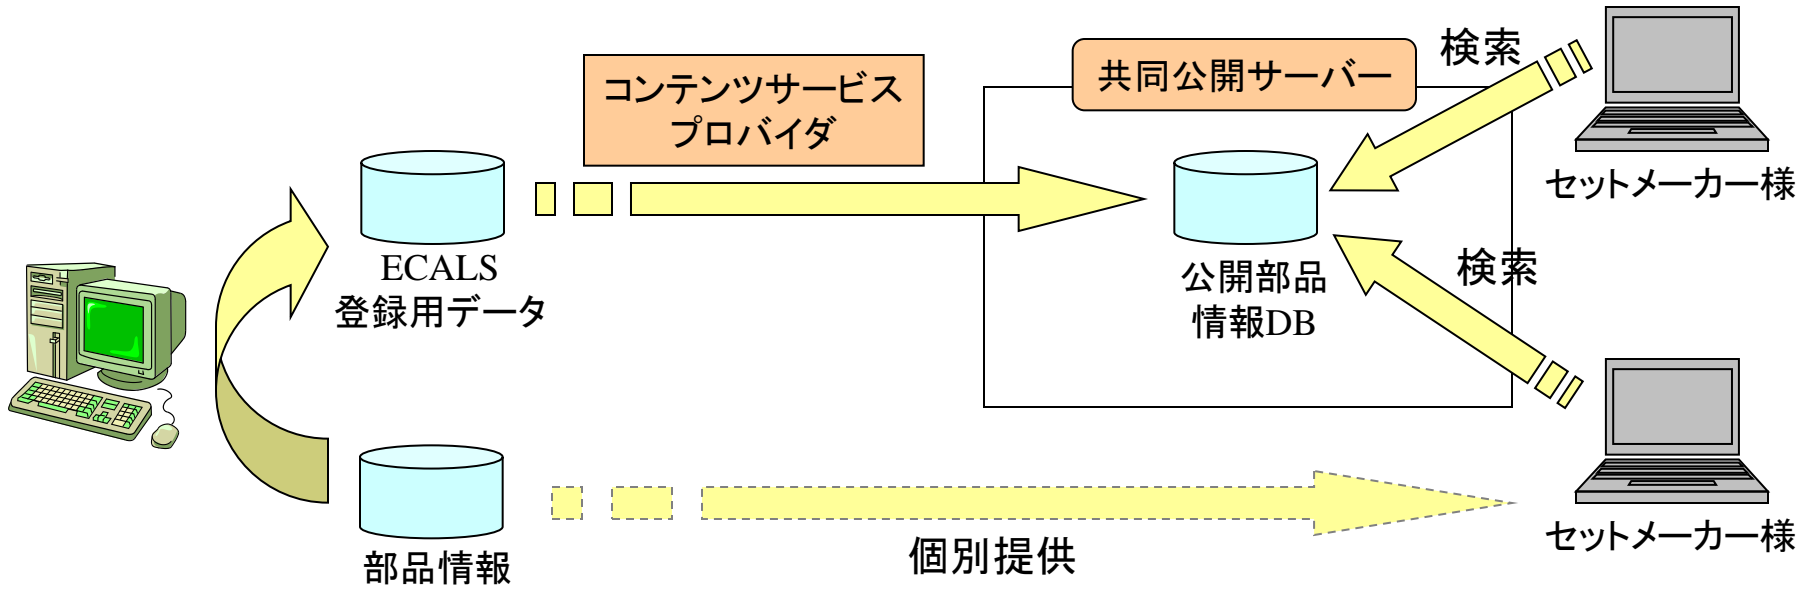 コンテンツサービス
プロバイダ
共同公開サーバー
検索
セットメーカー様
ECALS
登録用データ
公開部品
情報DB
検索
部品情報
個別提供
セットメーカー様